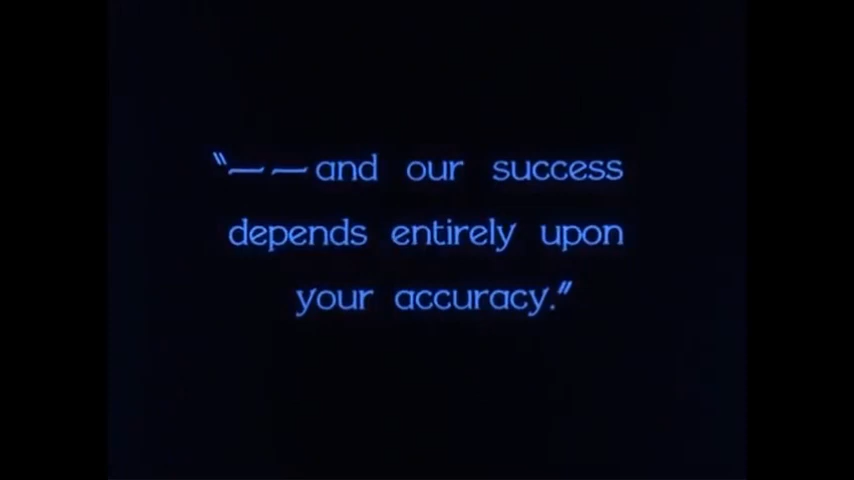 "——and our success
depends entirely upon
your accuracy."